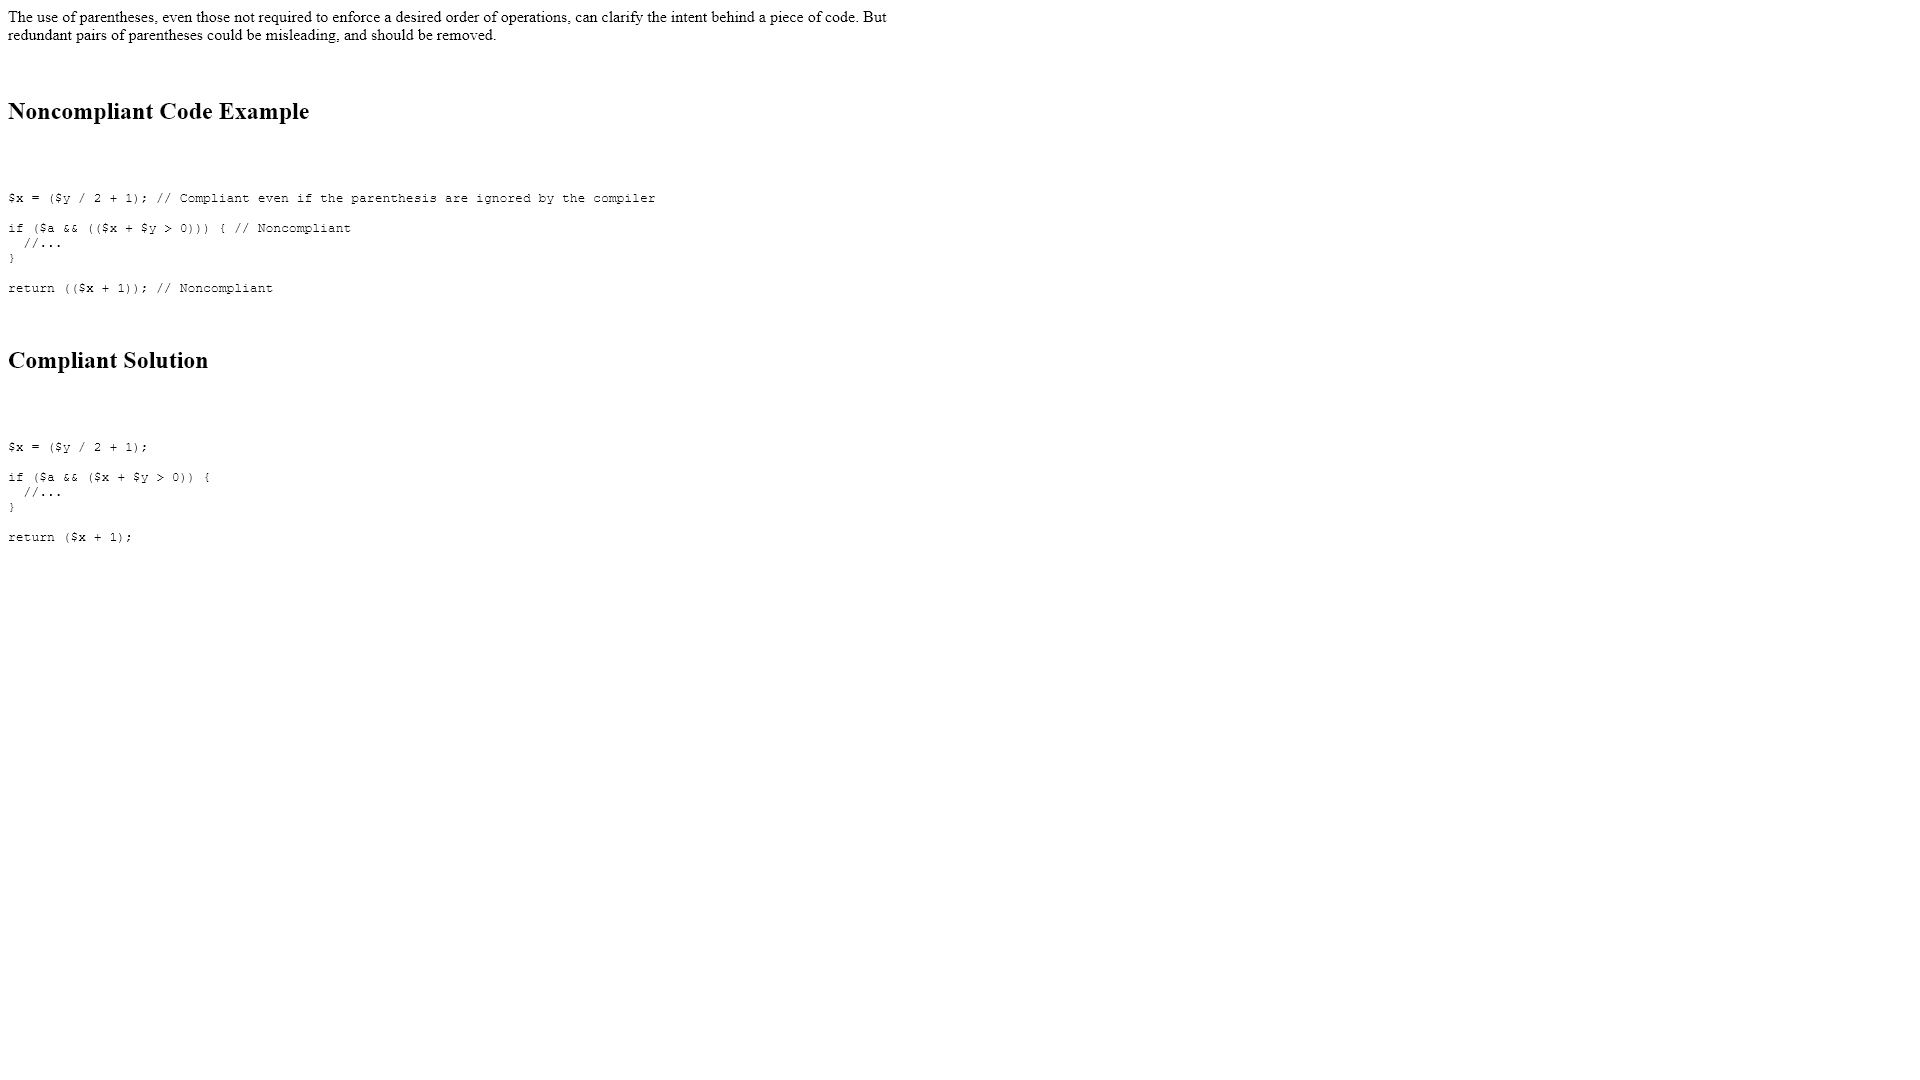 The use of parentheses, even those not required to enforce a desired order of operations, can clarify the intent behind a piece of code. But
redundant pairs of parentheses could be misleading, and should be removed.
Noncompliant Code Example
$x = ($y / 2 + 1); // Compliant even if the parenthesis are ignored by the compiler
if ($a && (($x + $y > 0))) { // Noncompliant
  //...
}
return (($x + 1)); // Noncompliant
Compliant Solution
$x = ($y / 2 + 1);
if ($a && ($x + $y > 0)) {
  //...
}
return ($x + 1);